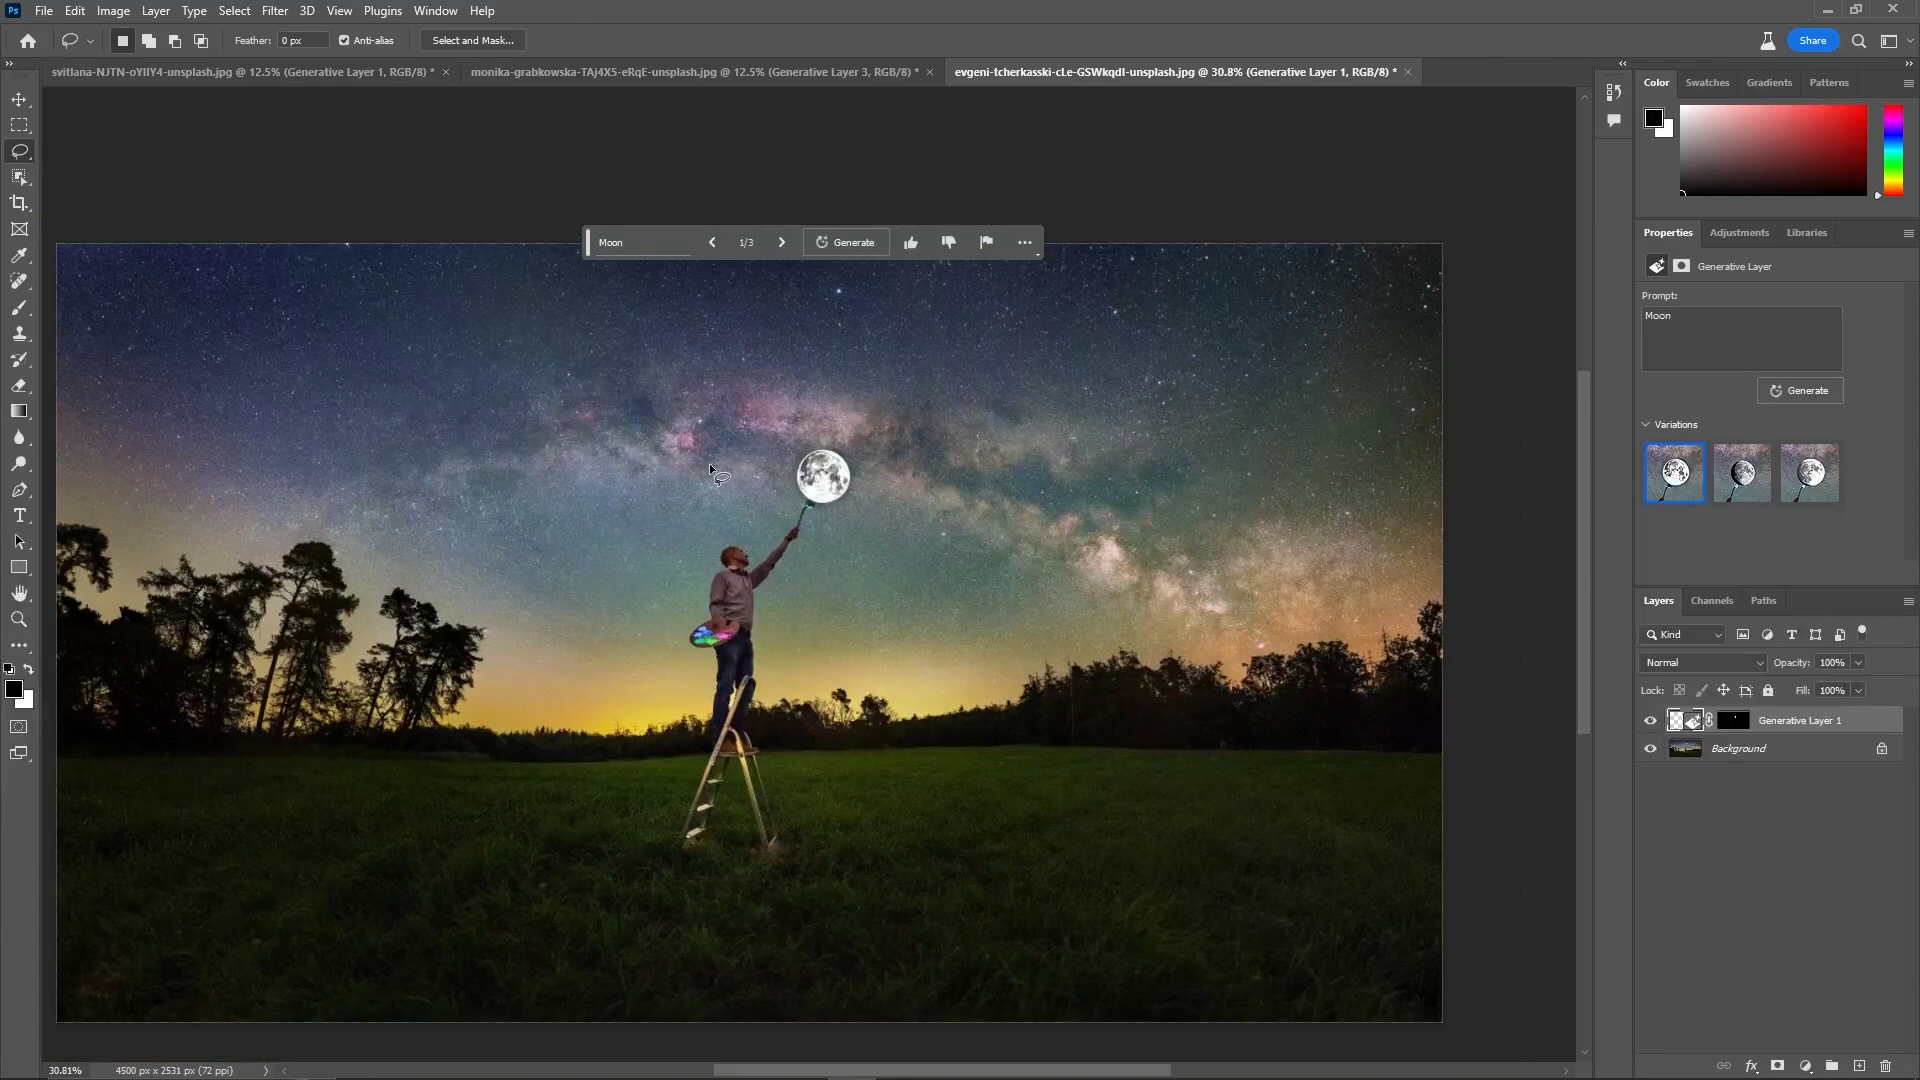 Ps File Edit Image Layer Type Select Filter 3D View Plugins Window Help
Feather: 0 px Anti-alias Select and Mask... Share
svitlana-NJTN-oYIIY4-unsplash.jpg @ 12.5% (Generative Layer 1, RGB/8) * monika-grabkowska-TAj4X5-eRqE-unsplash.jpg @ 12.5% (Generative Layer 3, RGB/8) * evgeni-tcherkasski-cLe-GSWkqdI-unsplash.jpg @ 30.8% (Generative Layer 1, RGB/8) *
Color Swatches Gradients Patterns
Moon 1/3 Generate
Properties Adjustments Libraries
Generative Layer
Prompt:
Moon
Generate
Variations
Layers Channels Paths
Kind
Normal Opacity: 100%
Lock: Fill: 100%
Generative Layer 1
Background
30.81% 4500 px x 2531 px (72 ppi)